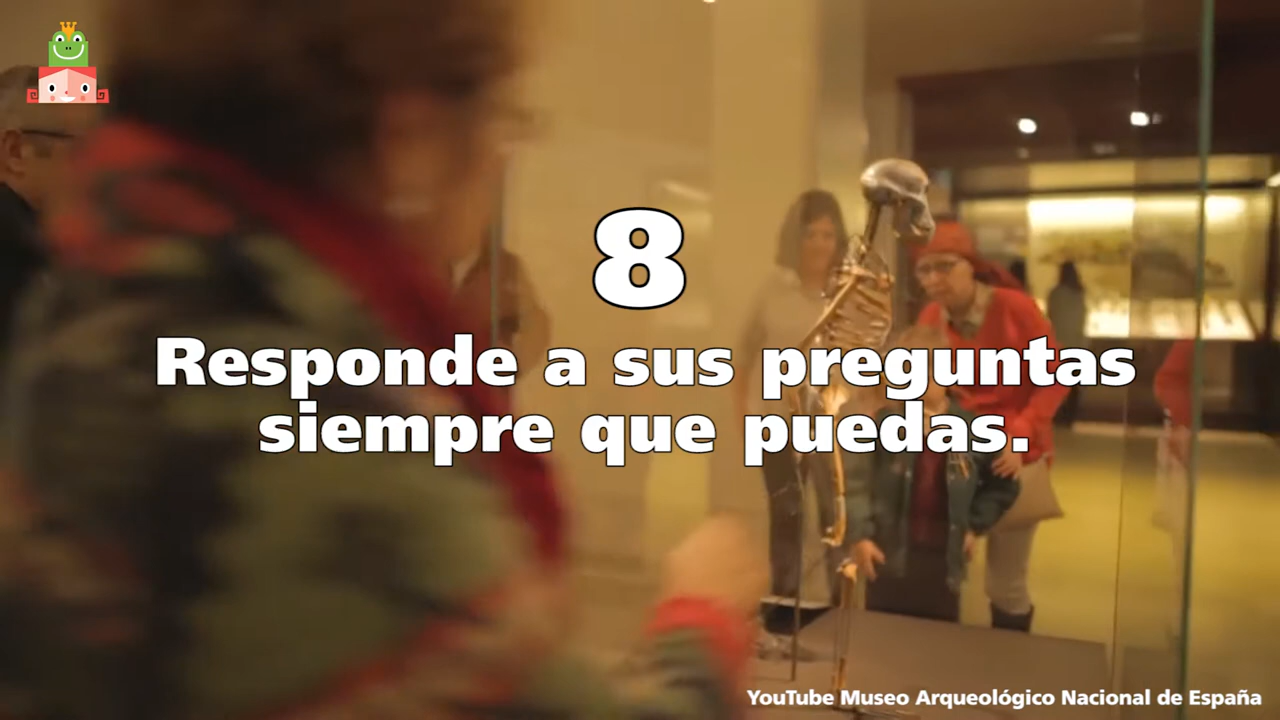 8
Responde a sus preguntas
siempre que puedas.
YouTube Museo Arqueológico Nacional de España